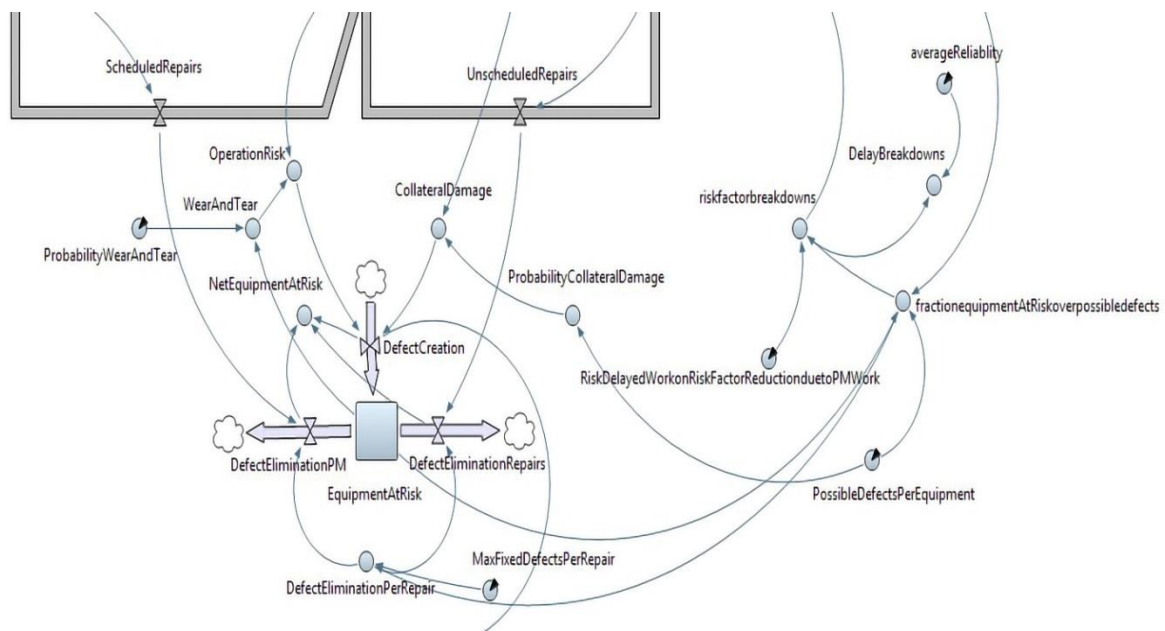 averageReliablity
ScheduledRepairs
UnscheduledRepairs
OperationRisk
DelayBreakdowns
CollateralDamage
riskfactorbreakdowns
WearAndTear
ProbabilityWearAndTear
ProbabilityCollateralDamage
NetEquipmentAtRisk
fractionequipmentAtRiskoverpossibledefects
DefectCreation
RiskDelayedWorkonRiskFactorReductionduetoPMWork
DefectEliminationPM
DefectEliminationRepairs
EquipmentAtRisk
PossibleDefectsPerEquipment
MaxFixedDefectsPerRepair
DefectEliminationPerRepair